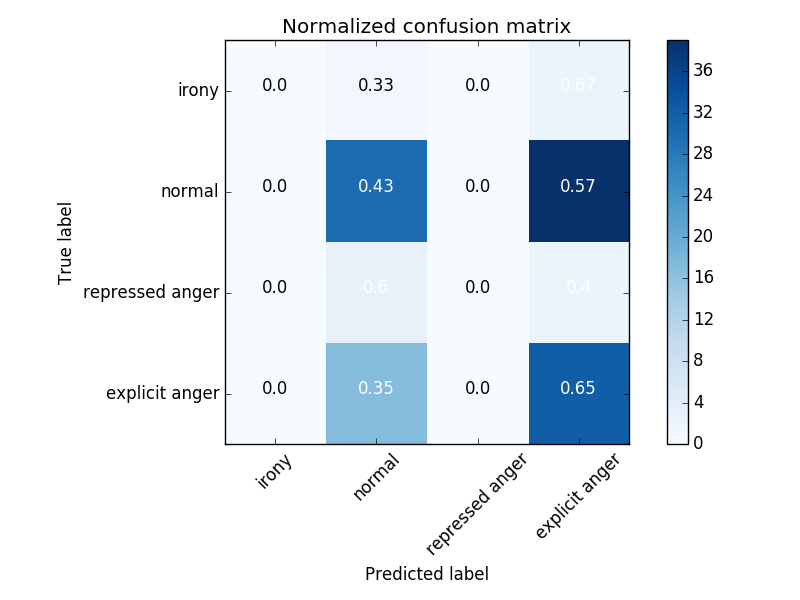 Normalized confusion matrix
irony 0.0 0.33 0.0 0.67
normal 0.0 0.43 0.0 0.57
repressed anger 0.0 0.6 0.0 0.4
explicit anger 0.0 0.35 0.0 0.65
irony normal repressed anger explicit anger
True label
Predicted label
36
32
28
24
20
16
12
8
4
0